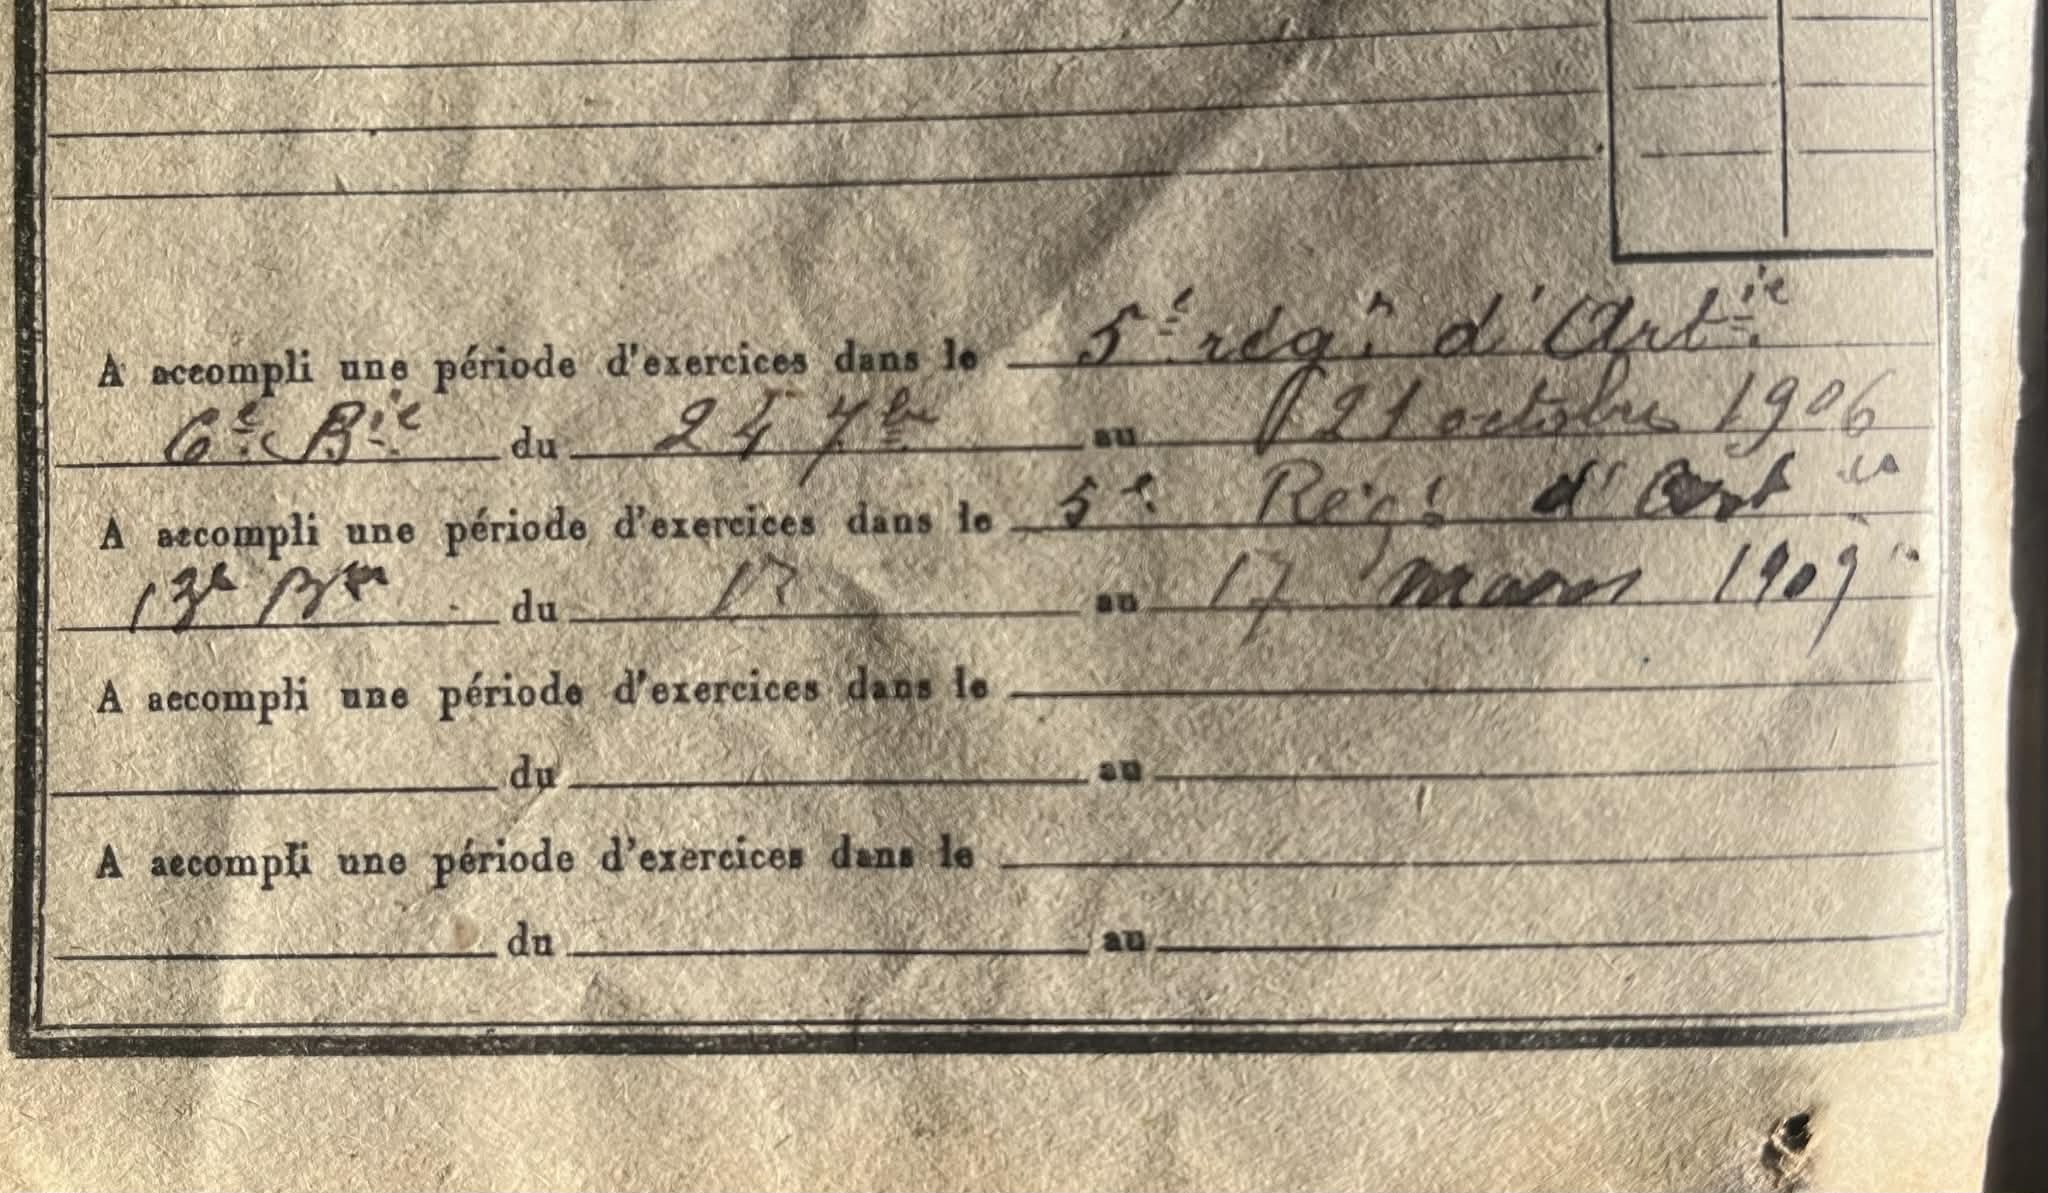 A accompli une période d'exercices dans le 5e régt d'Artie
6e Bie du 24 7bre au 21 octobre 1906
A accompli une période d'exercices dans le 5e Régt d'Artie
13e Bie du au 17 mars 1909
A accompli une période d'exercices dans le
du au
A accompli une période d'exercices dans le
du au